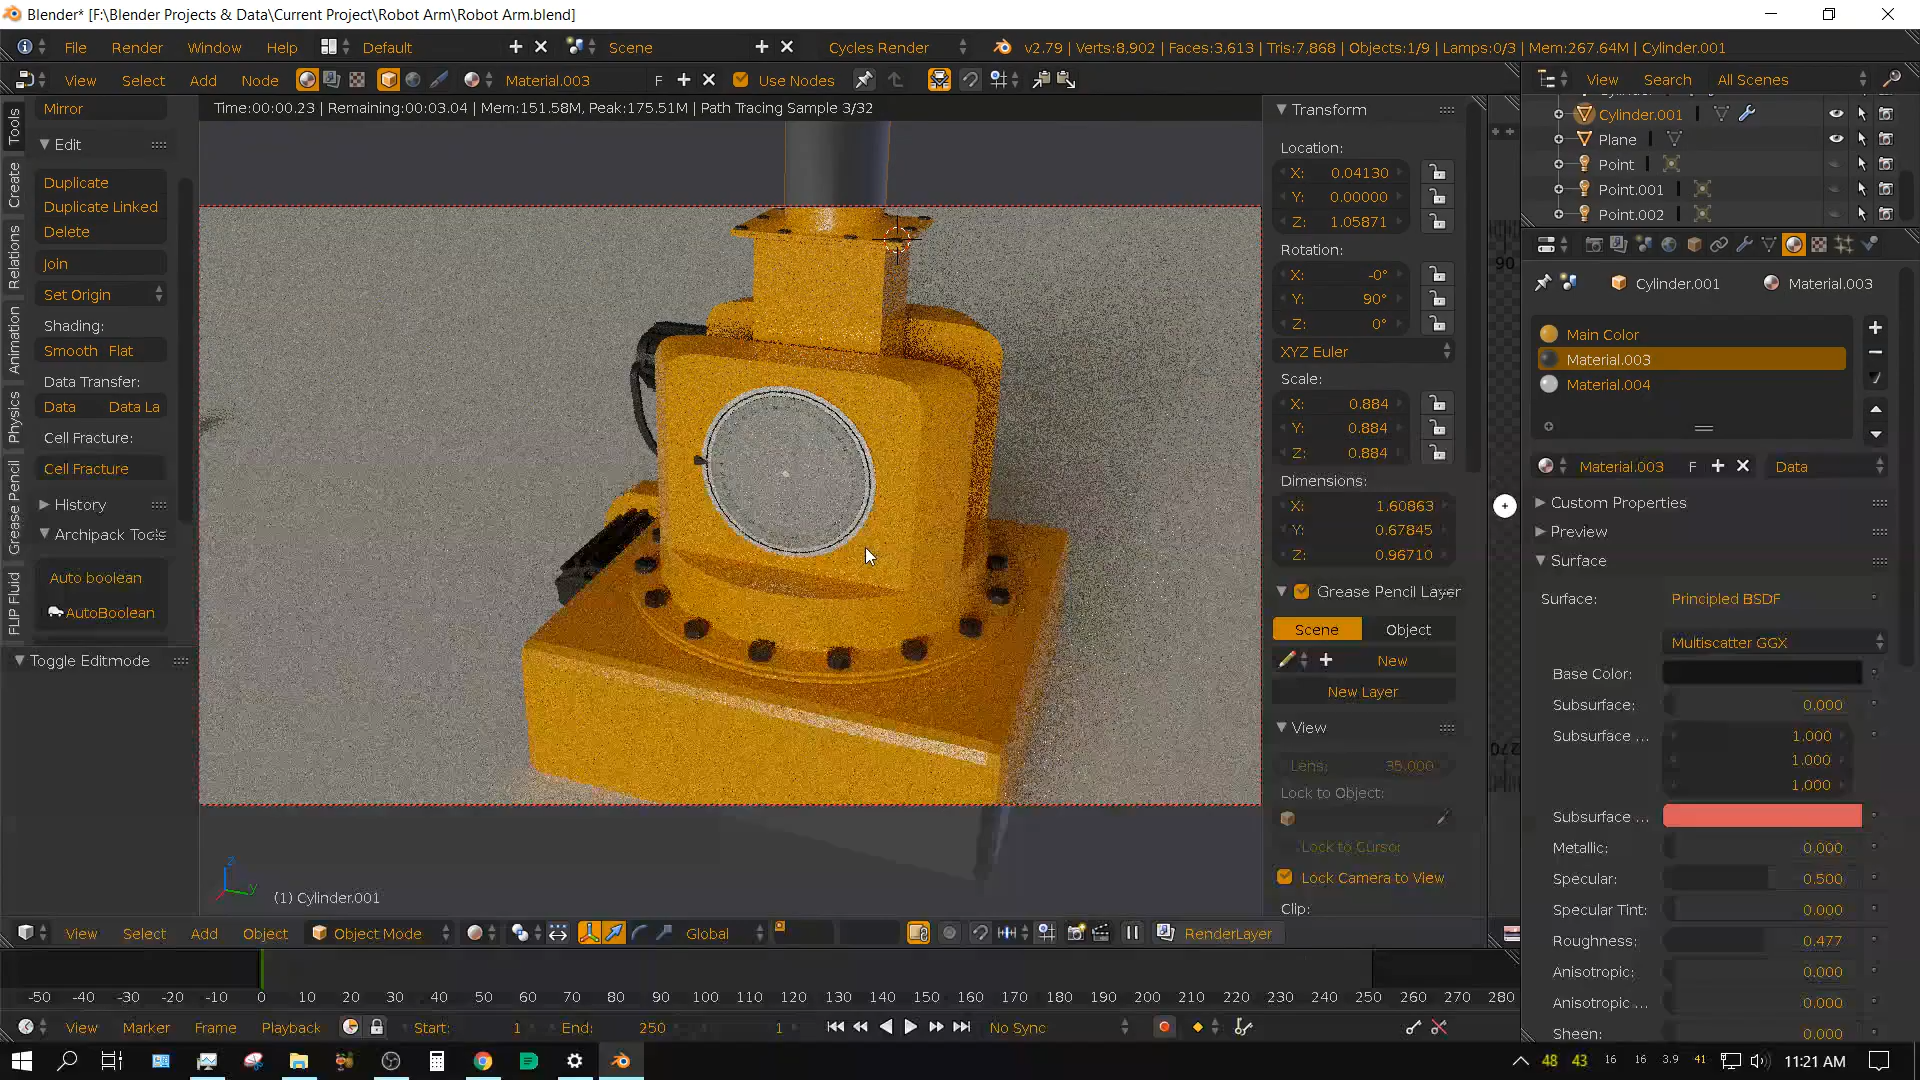 Blender* [F:\Blender Projects & Data\Current Project\Robot Arm\Robot Arm.blend]
File Render Window Help Default Scene Cycles Render v2.79 | Verts:8,902 | Faces:3,613 | Tris:7,868 | Objects:1/9 | Lamps:0/3 | Mem:267.64M | Cylinder.001
View Select Add Node Material.003 F Use Nodes View Search All Scenes
Time:00:00.23 | Remaining:00:03.04 | Mem:151.58M, Peak:175.51M | Path Tracing Sample 3/32
Tools
Create
Relations
Animation
Physics
Grease Pencil
FLIP Fluid
Mirror
Edit
Duplicate
Duplicate Linked
Delete
Join
Set Origin
Shading:
Smooth Flat
Data Transfer:
Data Data La
Cell Fracture:
Cell Fracture
History
Archipack Tools
Auto boolean
AutoBoolean
Toggle Editmode
(1) Cylinder.001
Transform
Location:
X: 0.04130
Y: 0.00000
Z: 1.05871
Rotation:
X: -0°
Y: 90°
Z: 0°
XYZ Euler
Scale:
X: 0.884
Y: 0.884
Z: 0.884
Dimensions:
X: 1.60863
Y: 0.67845
Z: 0.96710
Grease Pencil Layer
Scene Object
New
New Layer
View
Lens: 35.000
Lock to Object:
Lock to Cursor
Lock Camera to View
Clip:
90
270
Cylinder.001
Plane
Point
Point.001
Point.002
Cylinder.001 Material.003
Main Color
Material.003
Material.004
Material.003 F Data
Custom Properties
Preview
Surface
Surface: Principled BSDF
Multiscatter GGX
Base Color:
Subsurface: 0.000
Subsurface ... 1.000
1.000
1.000
Subsurface ...
Metallic: 0.000
Specular: 0.500
Specular Tint: 0.000
Roughness: 0.477
Anisotropic: 0.000
Anisotropic ... 0.000
Sheen: 0.000
View Select Add Object Object Mode Global RenderLayer
-50 -40 -30 -20 -10 0 10 20 30 40 50 60 70 80 90 100 110 120 130 140 150 160 170 180 190 200 210 220 230 240 250 260 270 280
View Marker Frame Playback Start: 1 End: 250 1 No Sync
48 43 16 16 3.9 41 11:21 AM